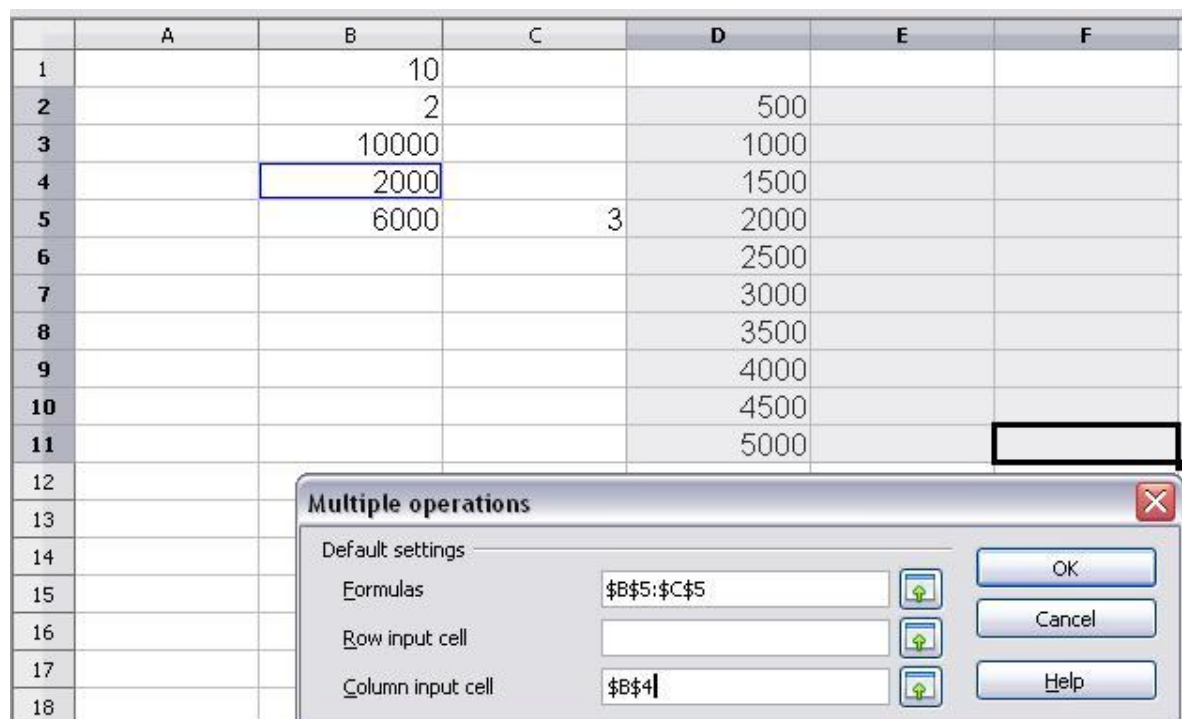 A B C D E F
1 10
2 2 500
3 10000 1000
4 2000 1500
5 6000 3 2000
6 2500
7 3000
8 3500
9 4000
10 4500
11 5000
12
13
14
15
16
17
18
Multiple operations
Default settings
Formulas $B$5:$C$5
Row input cell
Column input cell $B$4
OK
Cancel
Help